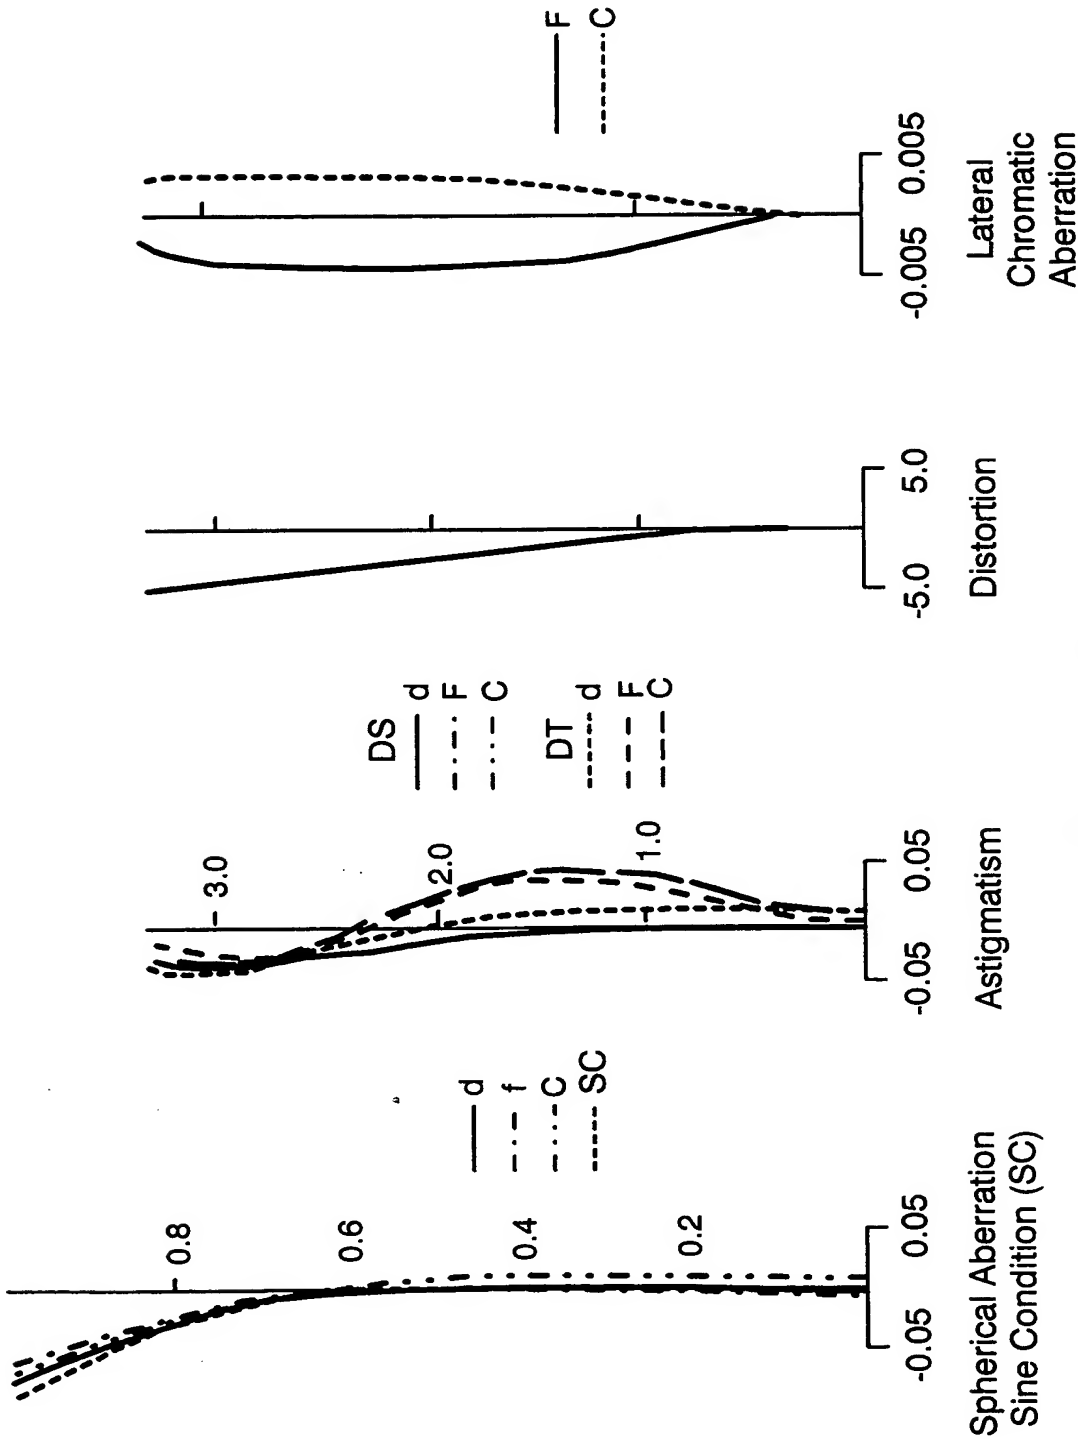 0.8
0.6
0.4
0.2
-0.05
0.05
Spherical Aberration
Sine Condition (SC)
d
f
C
SC
3.0
2.0
1.0
-0.05
0.05
Astigmatism
DS
d
F
C
DT
d
F
C
-5.0
5.0
Distortion
-0.005
0.005
Lateral
Chromatic
Aberration
F
C